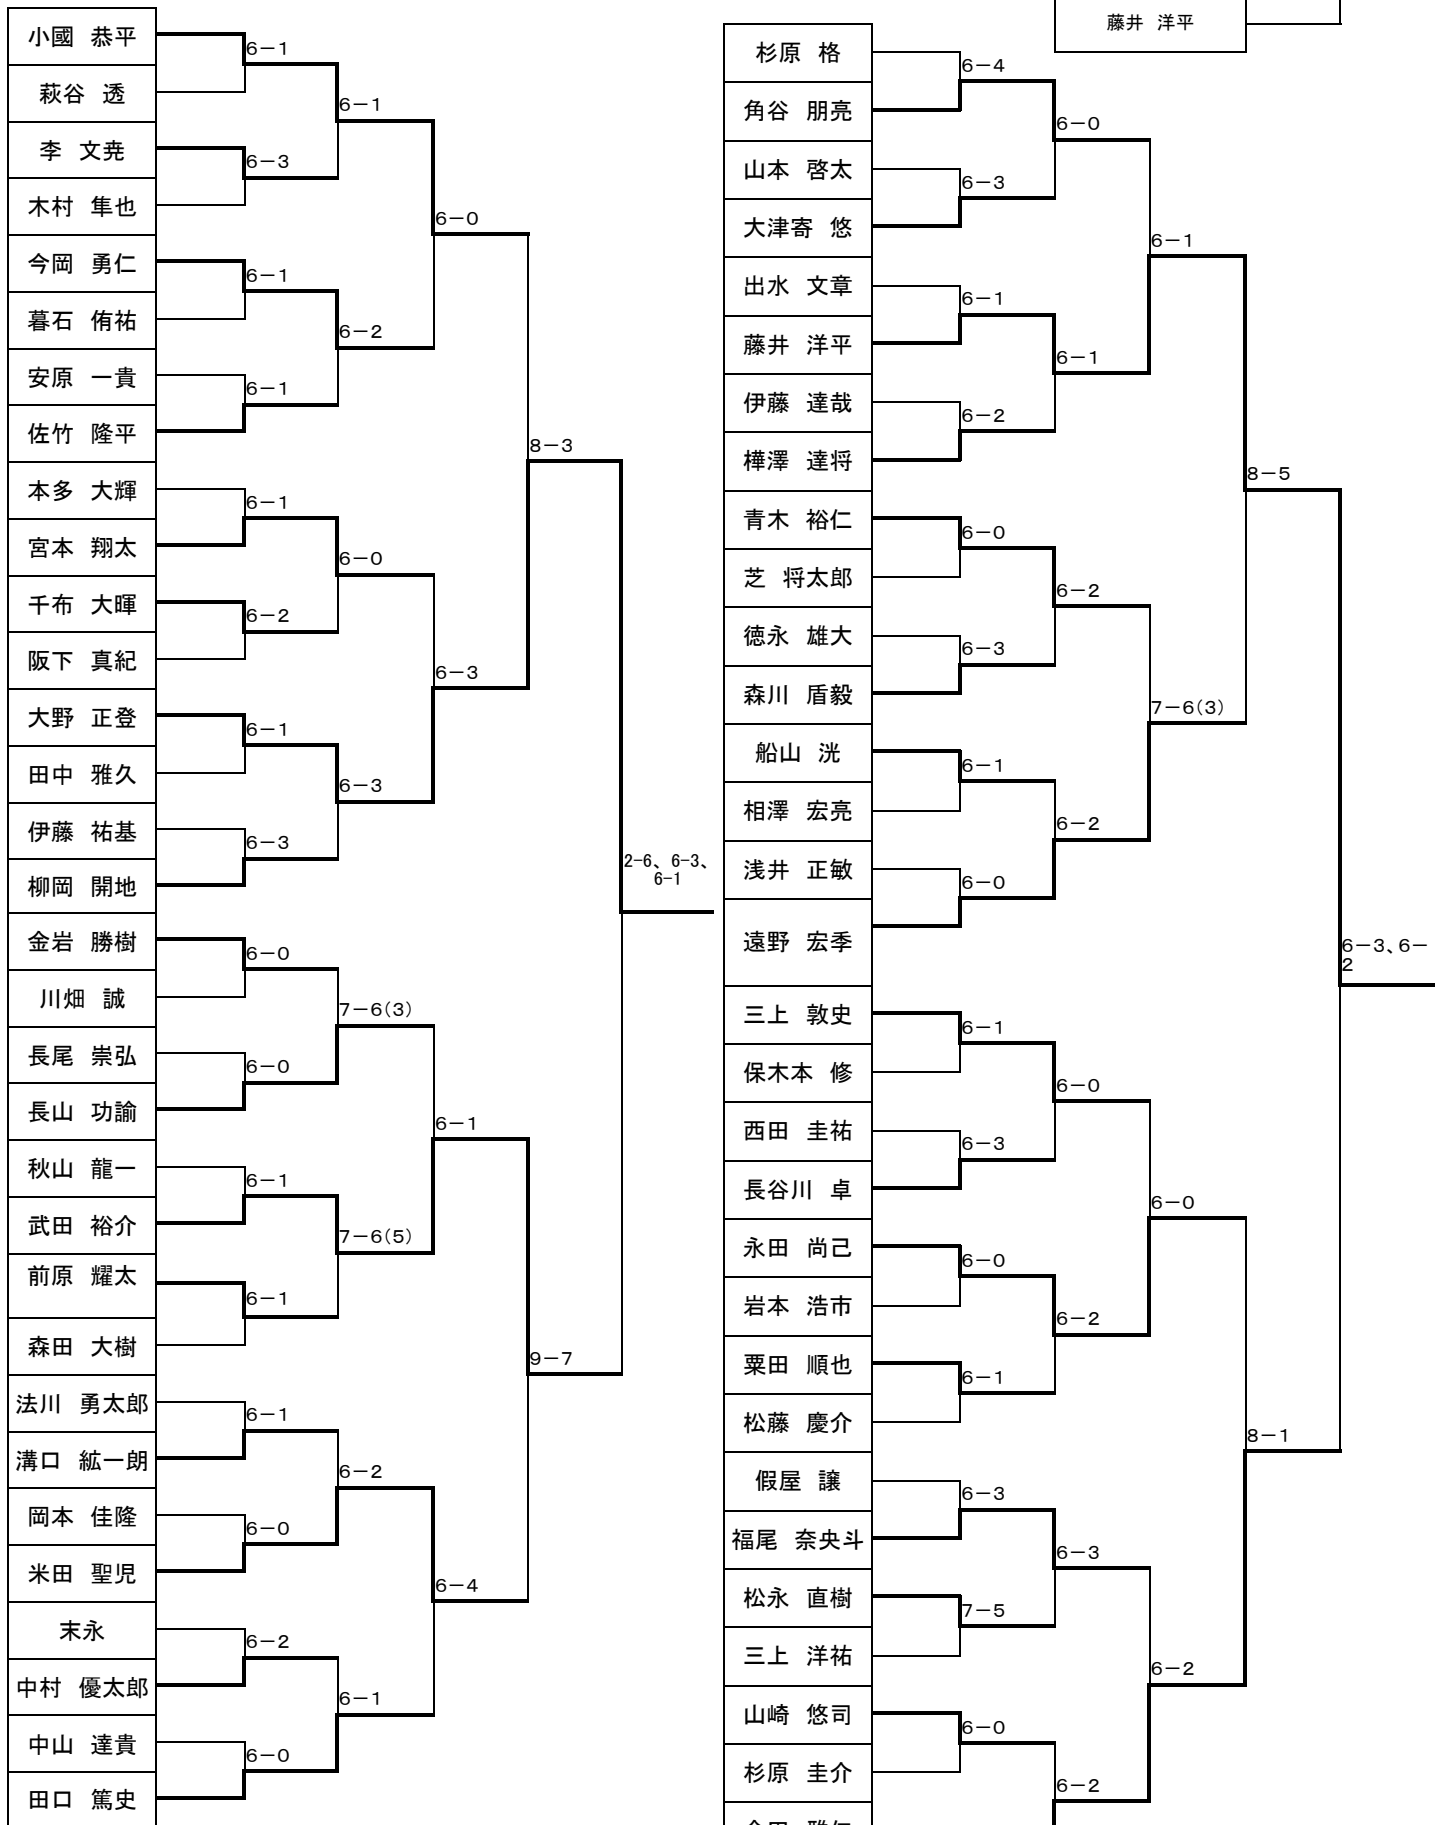 小國 恭平
萩谷 透
李 文尭
木村 隼也
今岡 勇仁
暮石 侑祐
安原 一貴
佐竹 隆平
本多 大輝
宮本 翔太
千布 大暉
阪下 真紀
大野 正登
田中 雅久
伊藤 祐基
柳岡 開地
金岩 勝樹
川畑 誠
長尾 崇弘
長山 功諭
秋山 龍一
武田 裕介
前原 耀太
森田 大樹
法川 勇太郎
溝口 紘一朗
岡本 佳隆
米田 聖児
末永
中村 優太郎
中山 達貴
田口 篤史
6－1
6－3
6－1
6－1
6－1
6－2
6－1
6－3
6－0
6－0
6－1
6－1
6－1
6－0
6－2
6－0
6－1
6－2
6－0
6－3
7－6(3)
7－6(5)
6－2
6－1
6－0
6－3
6－1
6－4
8－3
9－7
2-6、6-3、
6-1
藤井 洋平
杉原 格
角谷 朋亮
山本 啓太
大津寄 悠
出水 文章
藤井 洋平
伊藤 達哉
樺澤 達将
青木 裕仁
芝 将太郎
徳永 雄大
森川 盾毅
船山 洸
相澤 宏亮
浅井 正敏
遠野 宏季
三上 敦史
保木本 修
西田 圭祐
長谷川 卓
永田 尚己
岩本 浩市
粟田 順也
松藤 慶介
假屋 譲
福尾 奈央斗
松永 直樹
三上 洋祐
山崎 悠司
杉原 圭介
6－4
6－3
6－1
6－2
6－0
6－3
6－1
6－0
6－1
6－3
6－0
6－1
6－3
7－5
6－0
6－0
6－1
6－2
6－2
6－0
6－2
6－3
6－2
6－1
7－6(3)
6－0
6－2
8－5
8－1
6－3、6－
2